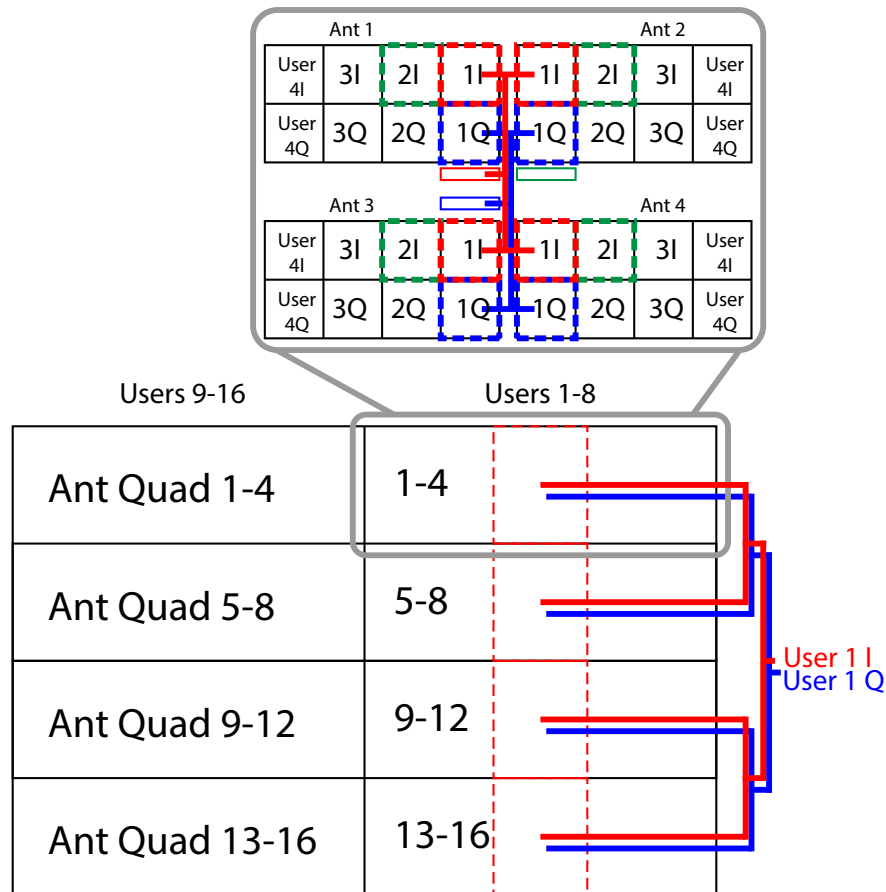 Ant 1 Ant 2
User 4I 3I 2I 1I 1I 2I 3I User 4I
User 4Q 3Q 2Q 1Q 1Q 2Q 3Q User 4Q
Ant 3 Ant 4
User 4I 3I 2I 1I 1I 2I 3I User 4I
User 4Q 3Q 2Q 1Q 1Q 2Q 3Q User 4Q
Users 9-16 Users 1-8
Ant Quad 1-4 1-4
Ant Quad 5-8 5-8
User 1 I
User 1 Q
Ant Quad 9-12 9-12
Ant Quad 13-16 13-16